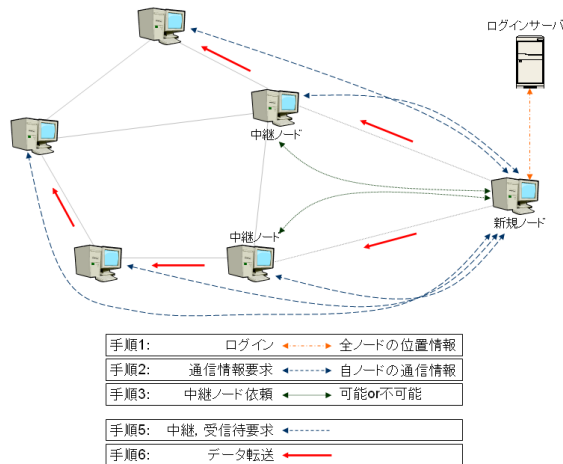 ログインサーバ
中継ノード
新規ノード
中継ノード
手順1: ログイン 全ノードの位置情報
手順2: 通信情報要求 自ノードの通信情報
手順3: 中継ノード依頼 可能or不可能
手順5: 中継, 受信待要求
手順6: データ転送